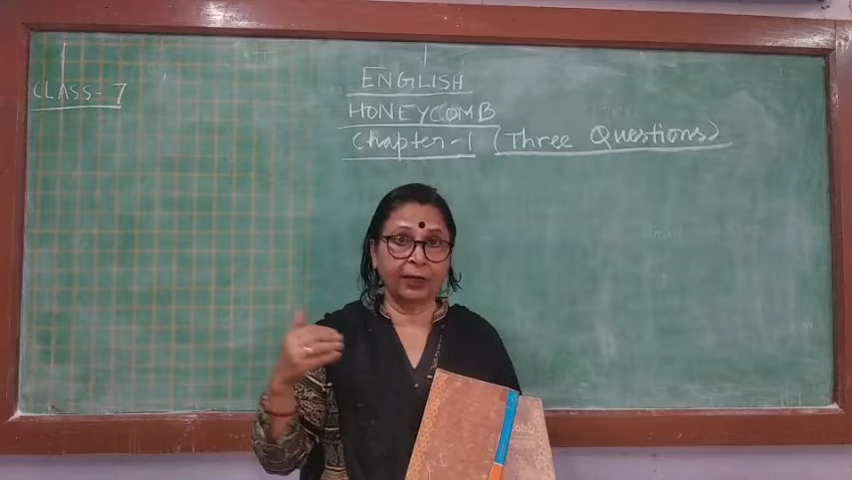 CLASS-7
ENGLISH
HONEYCOMB
Chapter-1 (Three Questions)